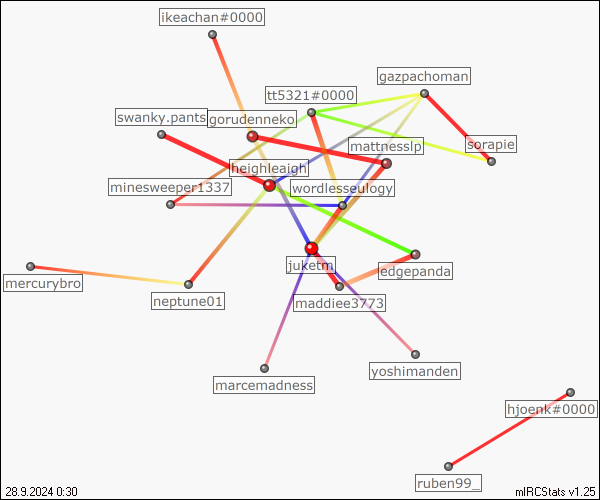 ikeachan#0000
gazpachoman
tt5321#0000
swanky.pants
gorudenneko
mattnesslp
sorapie
heighleaigh
minesweeper1337
wordlesseulogy
juketm
edgepanda
mercurybro
neptune01
maddiee3773
yoshimanden
marcemadness
hjoenk#0000
ruben99_
28.9.2024 0:30
mIRCStats v1.25